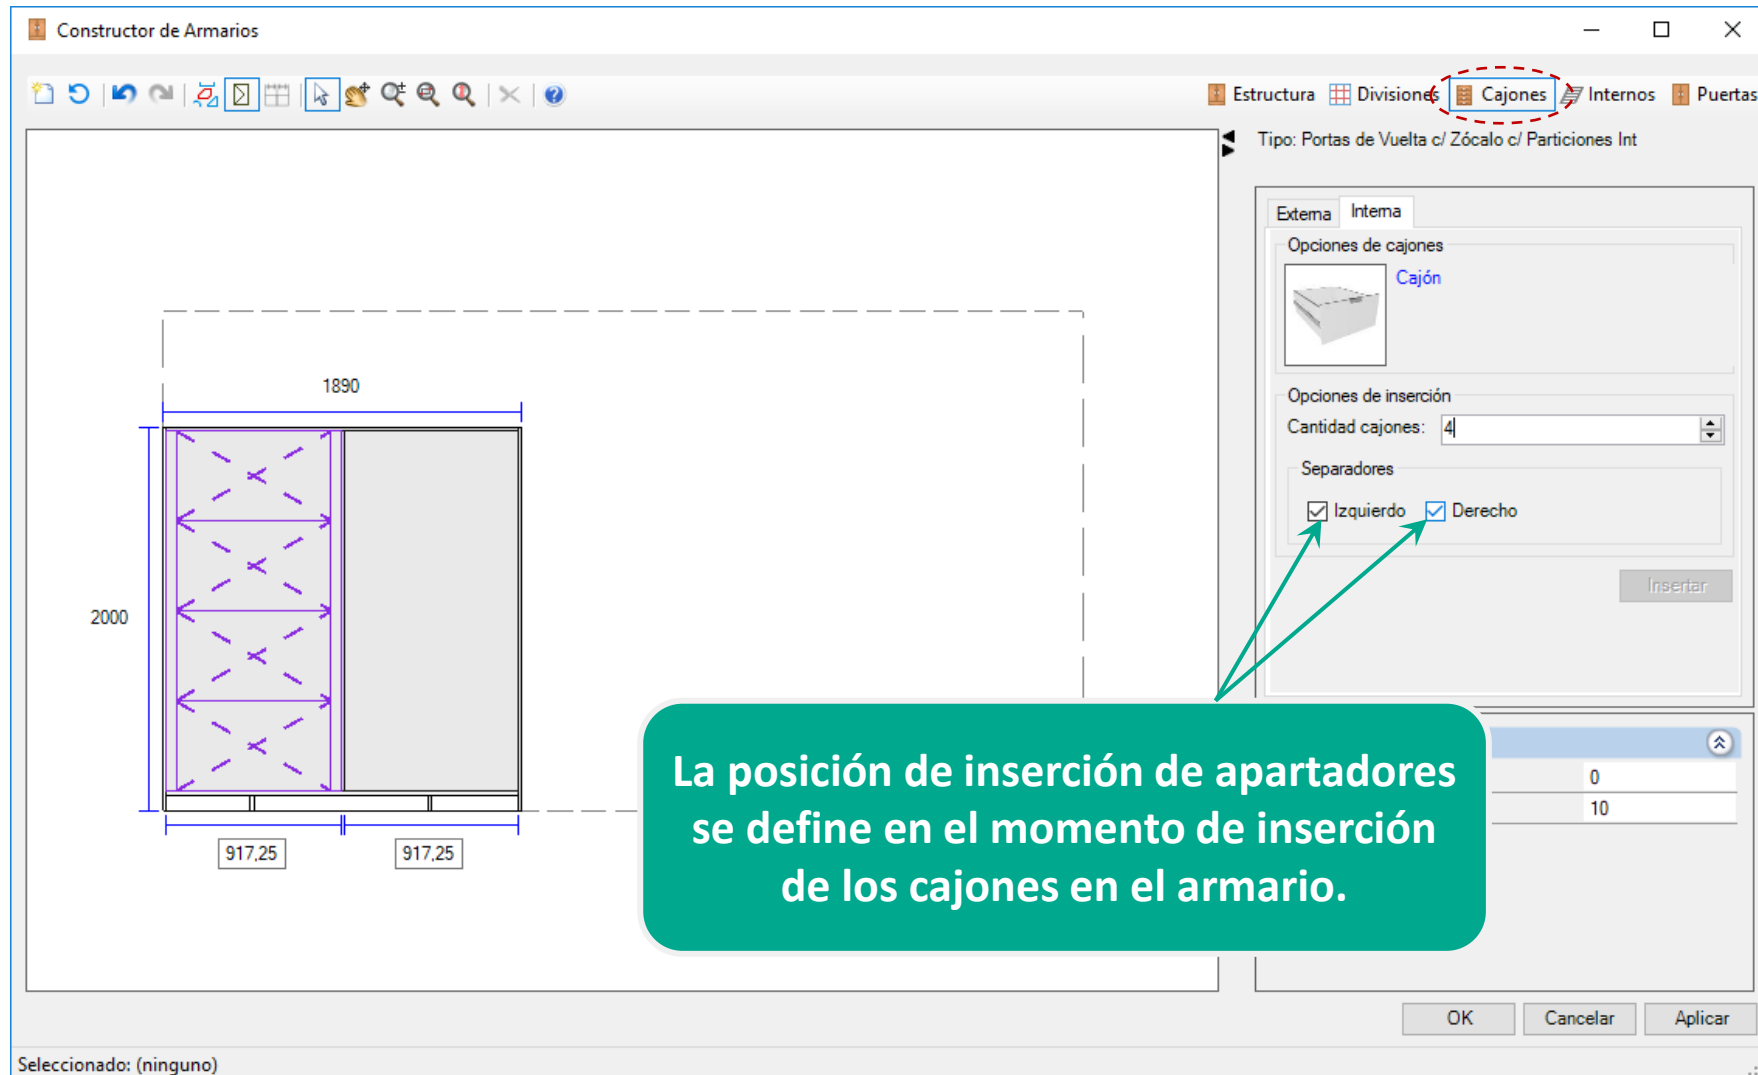 Constructor de Armarios
Estructura Divisiones Cajones Internos Puertas
Tipo: Portas de Vuelta c/ Zócalo c/ Particiones Int
Externa Interna
Opciones de cajones
Cajón
Opciones de inserción
Cantidad cajones: 4
Separadores
Izquierdo Derecho
Insertar
1890
2000
917,25 917,25
La posición de inserción de apartadores
se define en el momento de inserción
de los cajones en el armario.
0
10
OK Cancelar Aplicar
Seleccionado: (ninguno)